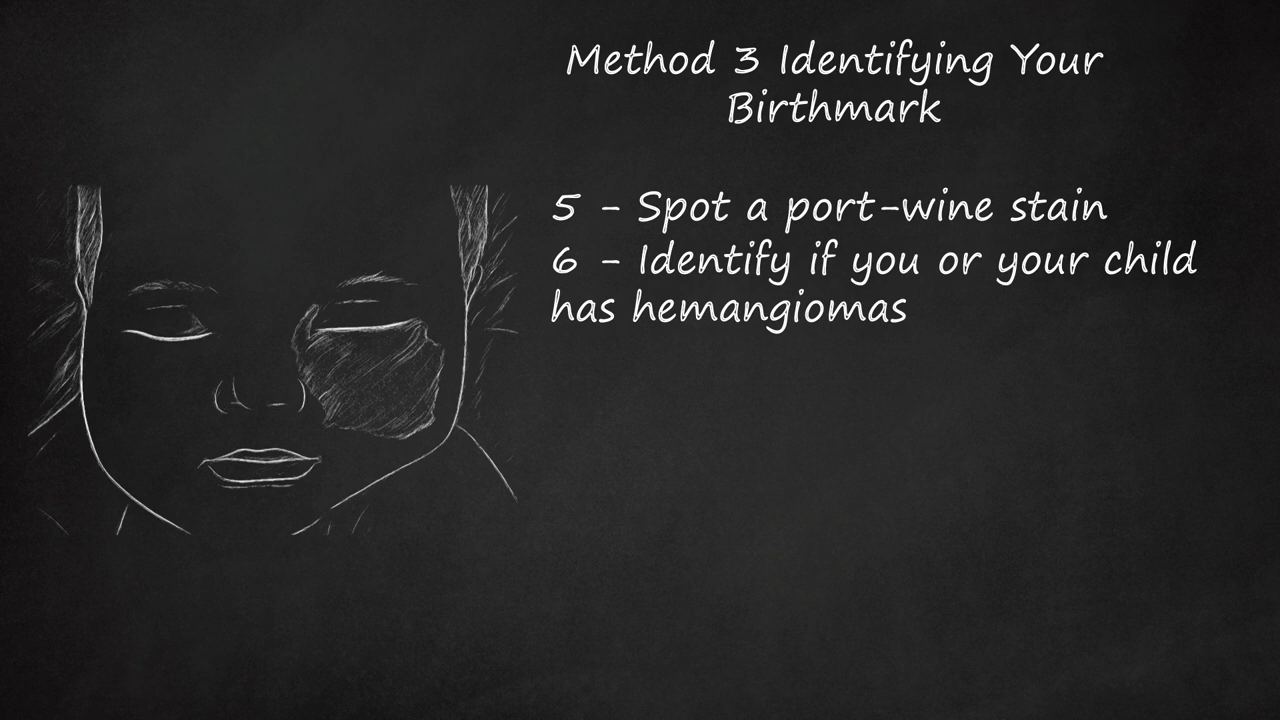 Method 3 Identifying Your
Birthmark
5 - Spot a port-wine stain
6 - Identify if you or your child
has hemangiomas